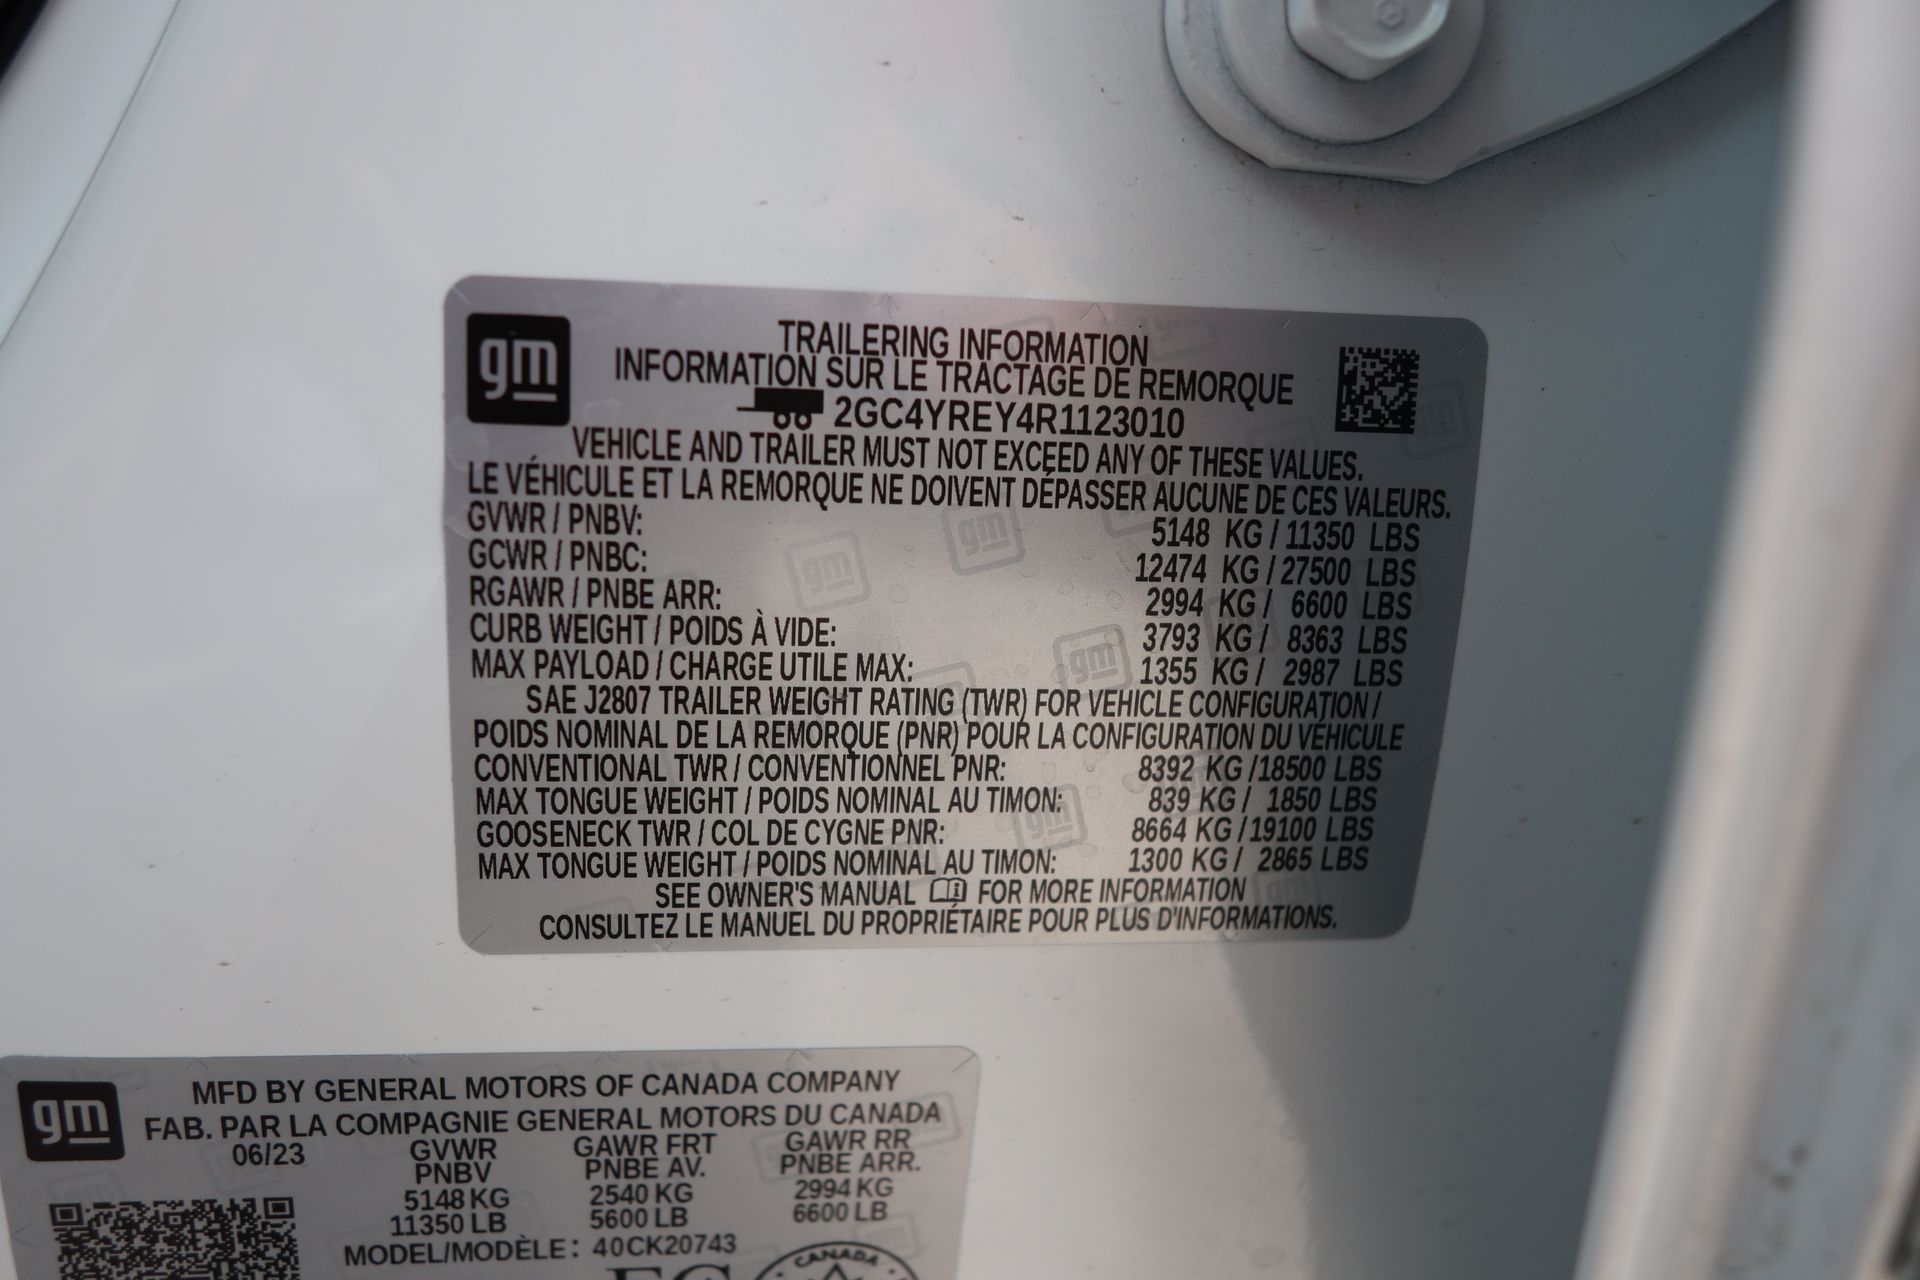 gm
TRAILERING INFORMATION
INFORMATION SUR LE TRACTAGE DE REMORQUE
2GC4YREY4R1123010
VEHICLE AND TRAILER MUST NOT EXCEED ANY OF THESE VALUES.
LE VÉHICULE ET LA REMORQUE NE DOIVENT DÉPASSER AUCUNE DE CES VALEURS.
GVWR / PNBV: 5148 KG / 11350 LBS
GCWR / PNBC: 12474 KG / 27500 LBS
RGAWR / PNBE ARR: 2994 KG / 6600 LBS
CURB WEIGHT / POIDS À VIDE: 3793 KG / 8363 LBS
MAX PAYLOAD / CHARGE UTILE MAX: 1355 KG / 2987 LBS
SAE J2807 TRAILER WEIGHT RATING (TWR) FOR VEHICLE CONFIGURATION /
POIDS NOMINAL DE LA REMORQUE (PNR) POUR LA CONFIGURATION DU VÉHICULE
CONVENTIONAL TWR / CONVENTIONNEL PNR: 8392 KG /18500 LBS
MAX TONGUE WEIGHT / POIDS NOMINAL AU TIMON: 839 KG / 1850 LBS
GOOSENECK TWR / COL DE CYGNE PNR: 8664 KG /19100 LBS
MAX TONGUE WEIGHT / POIDS NOMINAL AU TIMON: 1300 KG / 2865 LBS
SEE OWNER'S MANUAL FOR MORE INFORMATION
CONSULTEZ LE MANUEL DU PROPRIÉTAIRE POUR PLUS D'INFORMATIONS.
gm
MFD BY GENERAL MOTORS OF CANADA COMPANY
FAB. PAR LA COMPAGNIE GENERAL MOTORS DU CANADA
06/23 GVWR GAWR FRT GAWR RR
PNBV PNBE AV. PNBE ARR.
5148 KG 2540 KG 2994 KG
11350 LB 5600 LB 6600 LB
MODEL/MODÈLE: 40CK20743
CANADA